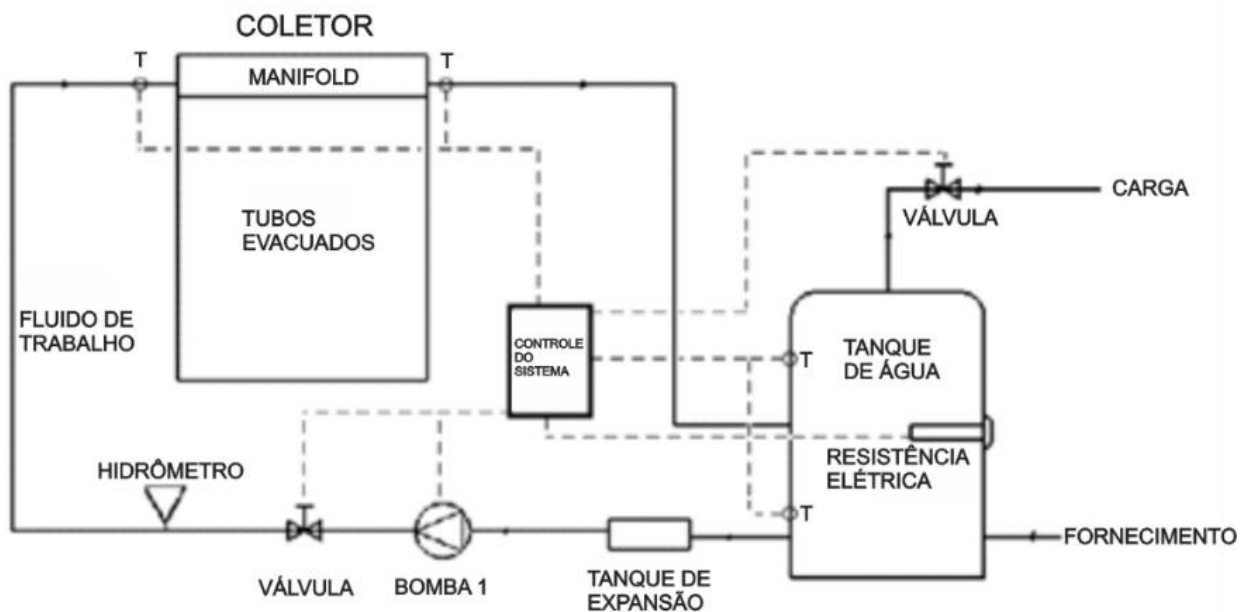 COLETOR
T
T
MANIFOLD
TUBOS
EVACUADOS
CARGA
VÁLVULA
FLUIDO DE
TRABALHO
CONTROLE
DO
SISTEMA
T
TANQUE
DE ÁGUA
RESISTÊNCIA
ELÉTRICA
HIDRÔMETRO
T
FORNECIMENTO
VÁLVULA
BOMBA 1
TANQUE DE
EXPANSÃO